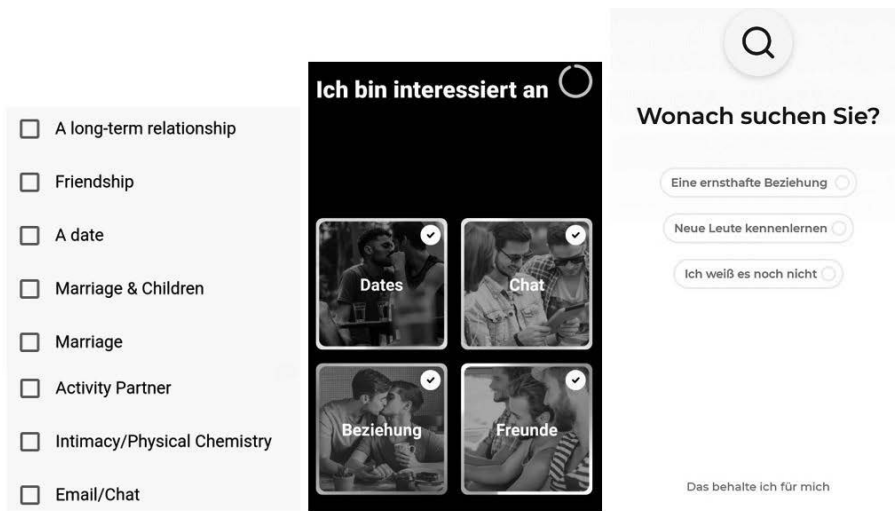 A long-term relationship
Friendship
A date
Marriage & Children
Marriage
Activity Partner
Intimacy/Physical Chemistry
Email/Chat
Ich bin interessiert an
Dates
Chat
Beziehung
Freunde
Wonach suchen Sie?
Eine ernsthafte Beziehung
Neue Leute kennenlernen
Ich weiß es noch nicht
Das behalte ich für mich